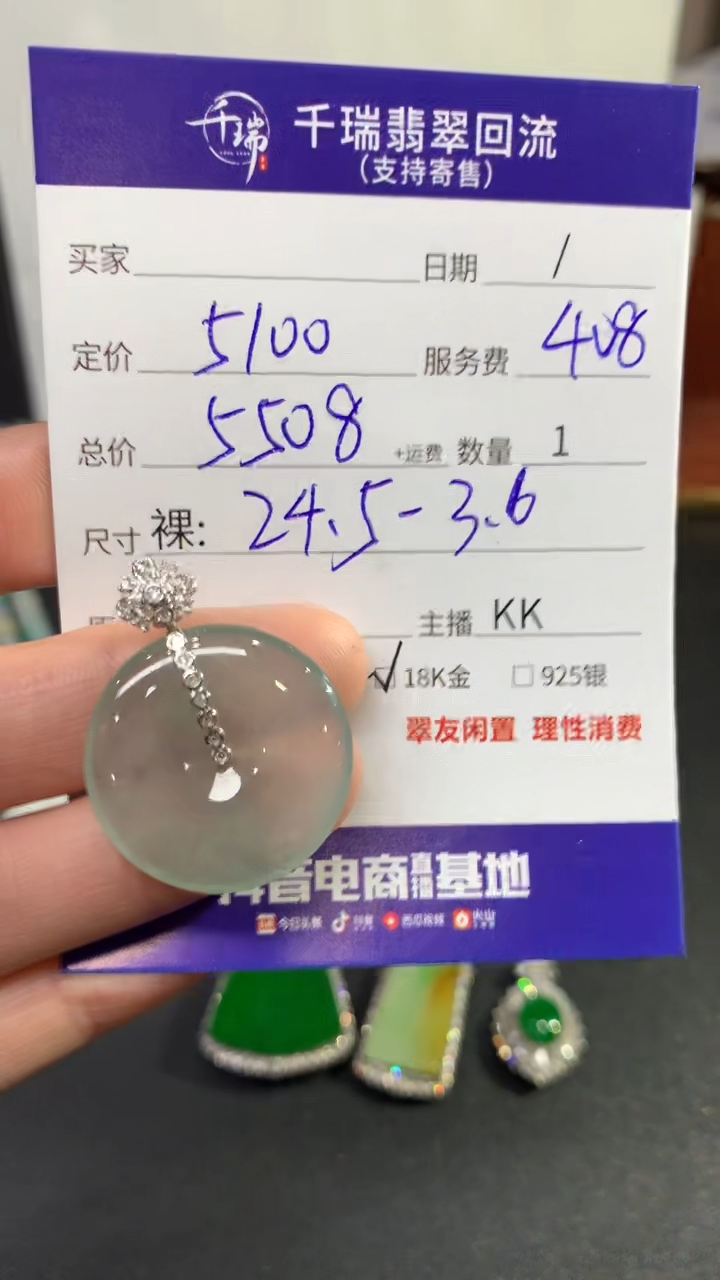 千瑞 千瑞翡翠回流
(支持寄售)
买家 日期 /
定价 5100 服务费 408
总价 5508 +运费 数量 1
尺寸 裸: 24.5-3.6
主播 KK
✓ 18K金 □ 925银
翠友闲置 理性消费
抖音电商直播基地
今日头条 抖音 西瓜视频 火山